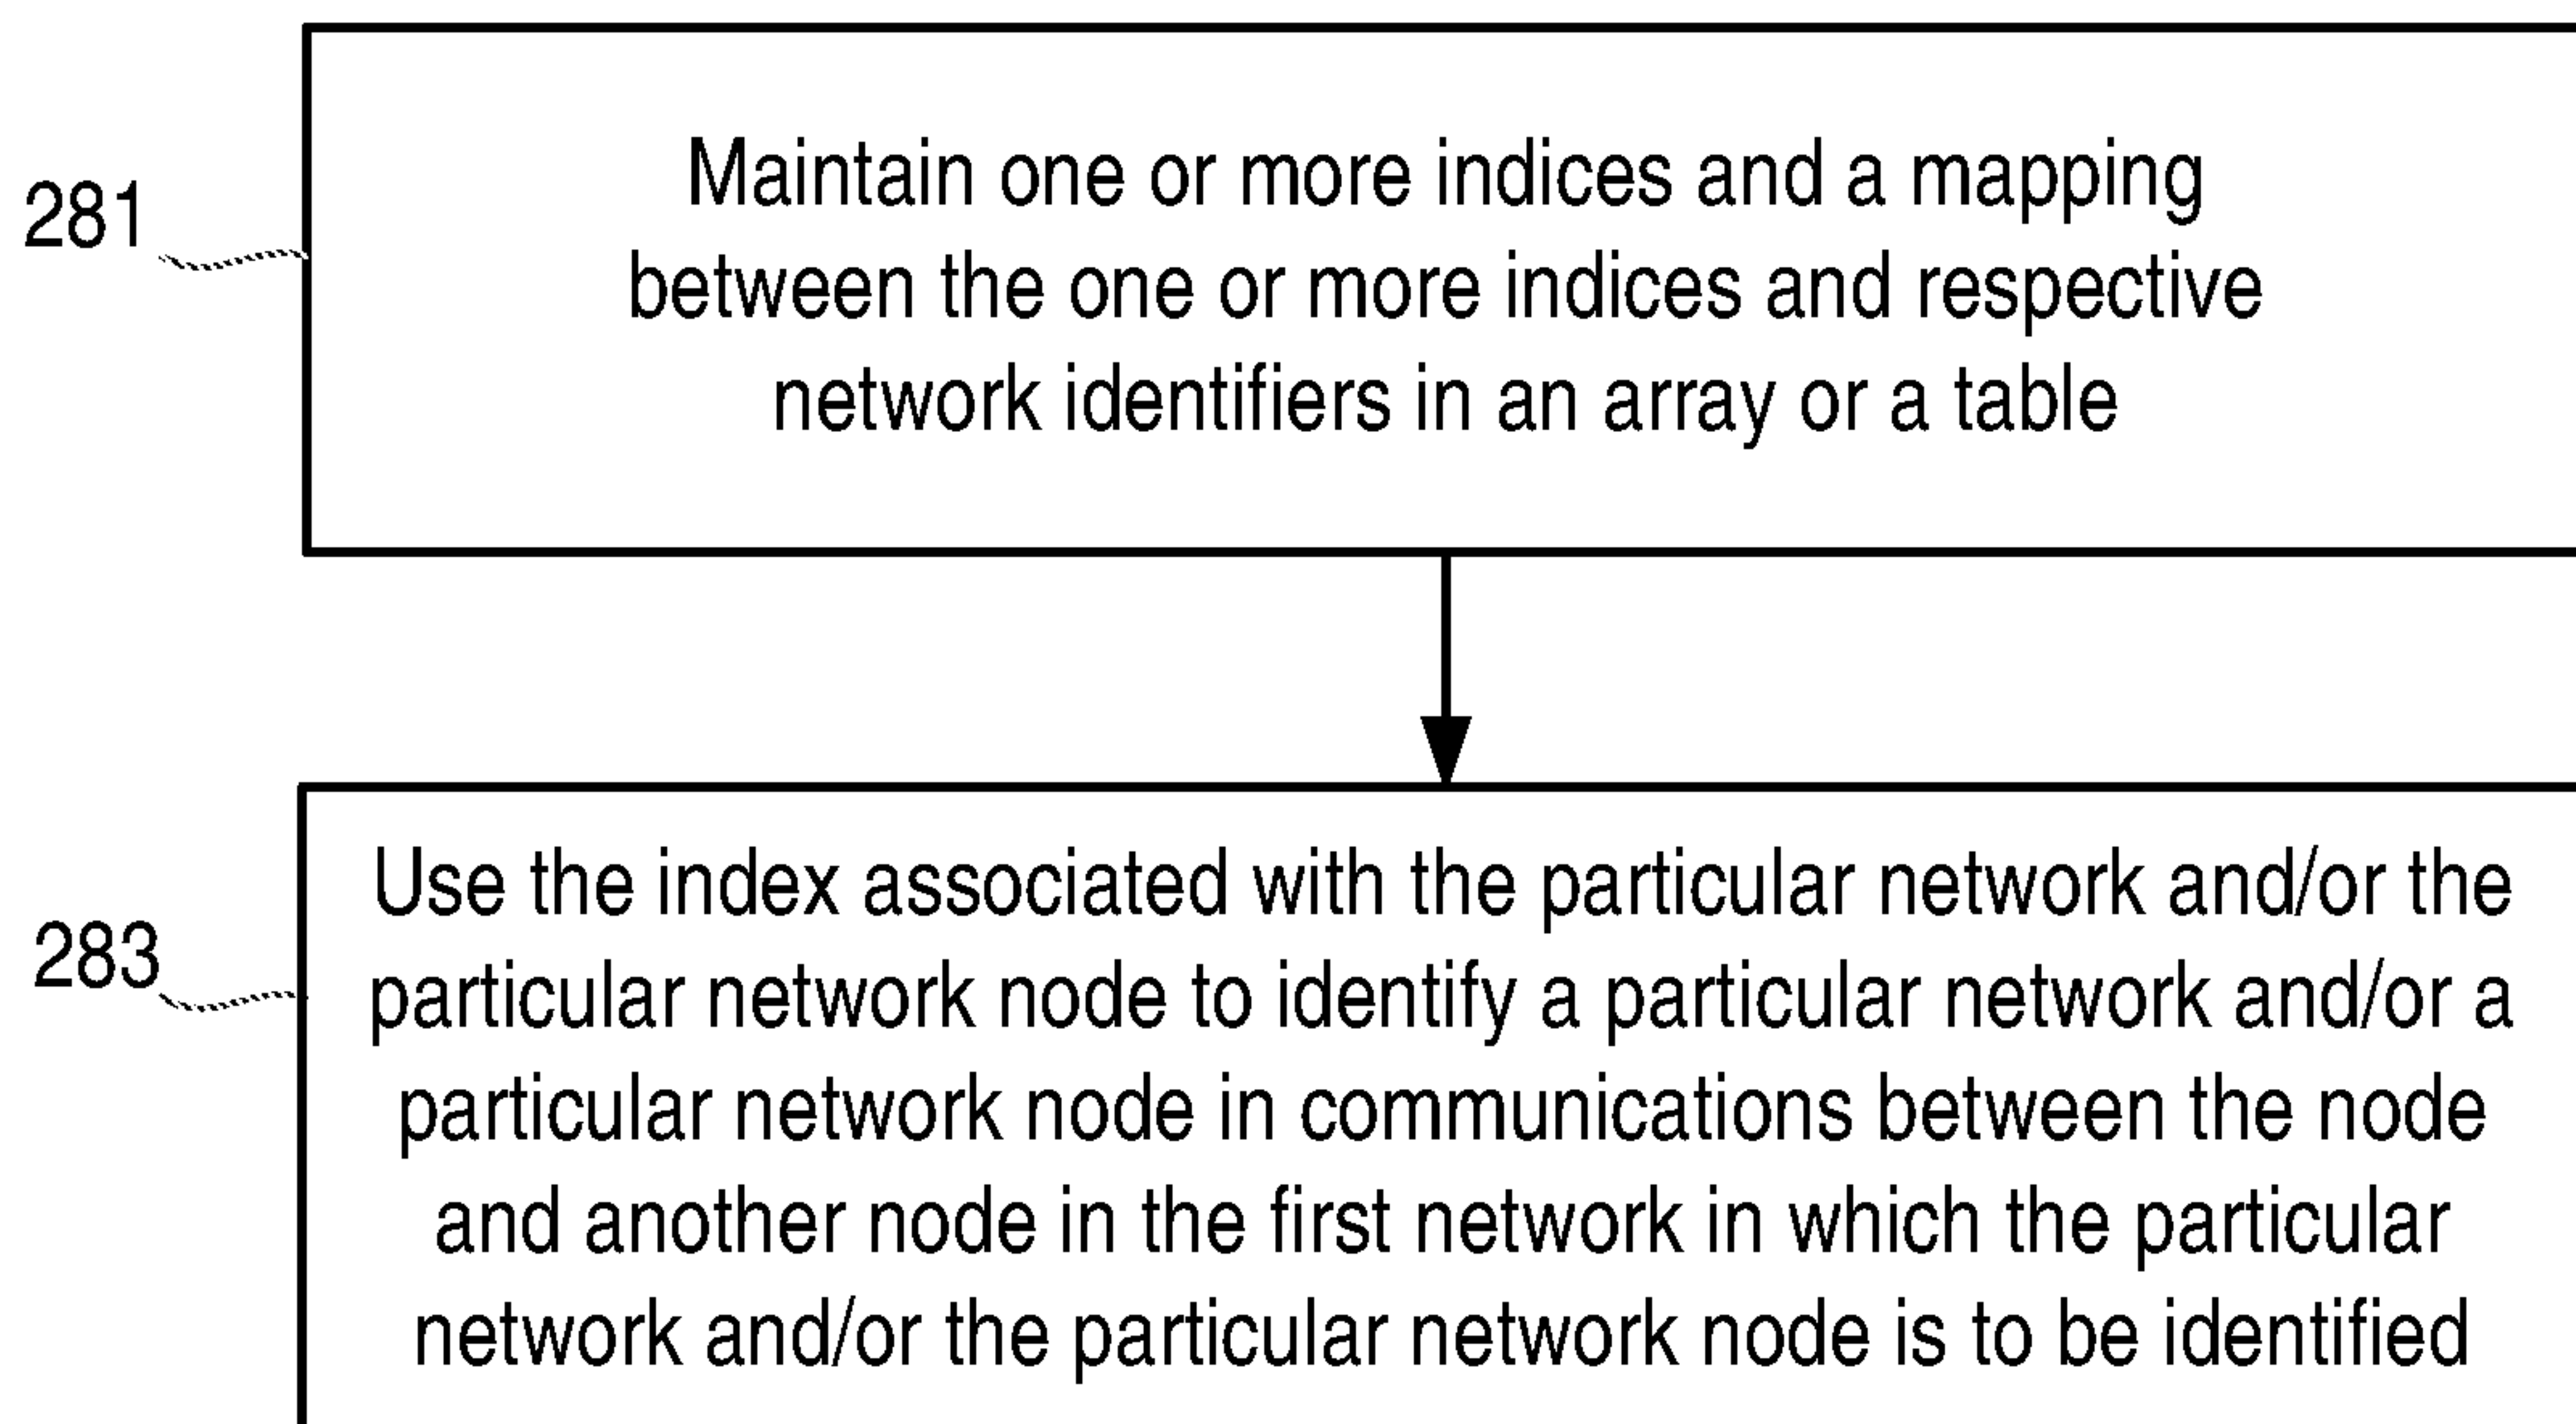 281
Maintain one or more indices and a mapping
between the one or more indices and respective
network identifiers in an array or a table
283
Use the index associated with the particular network and/or the
particular network node to identify a particular network and/or a
particular network node in communications between the node
and another node in the first network in which the particular
network and/or the particular network node is to be identified